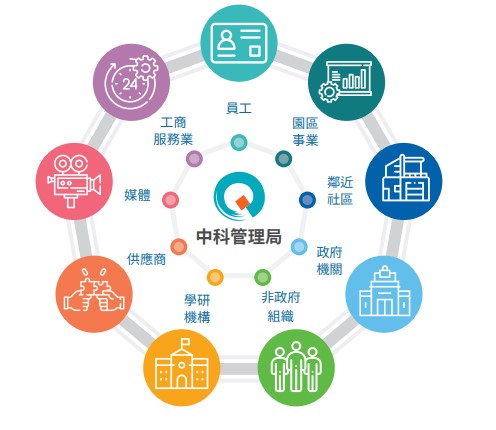 員工
園區
事業
鄰近
社區
政府
機關
非政府
組織
學研
機構
供應商
媒體
工商
服務業
24
中科管理局